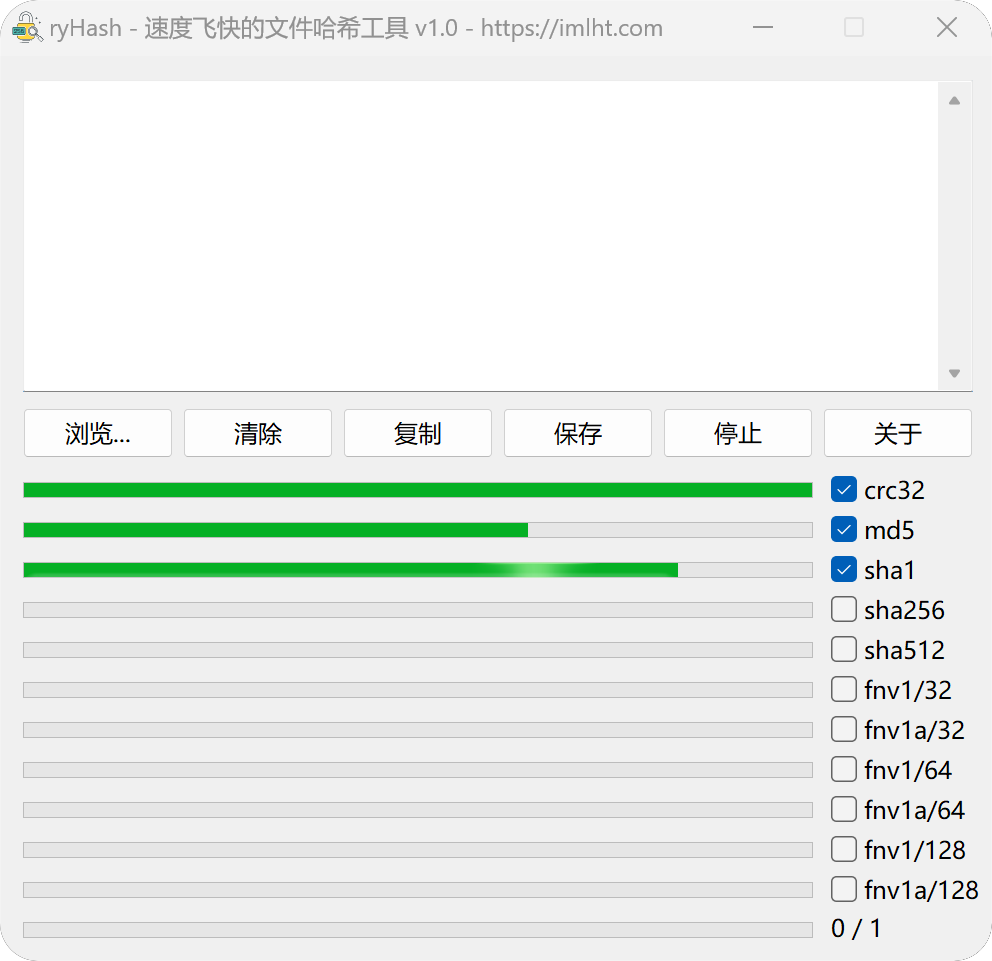 ryHash - 速度飞快的文件哈希工具 v1.0 - https://imlht.com
浏览... 清除 复制 保存 停止 关于
crc32
md5
sha1
sha256
sha512
fnv1/32
fnv1a/32
fnv1/64
fnv1a/64
fnv1/128
fnv1a/128
0 / 1